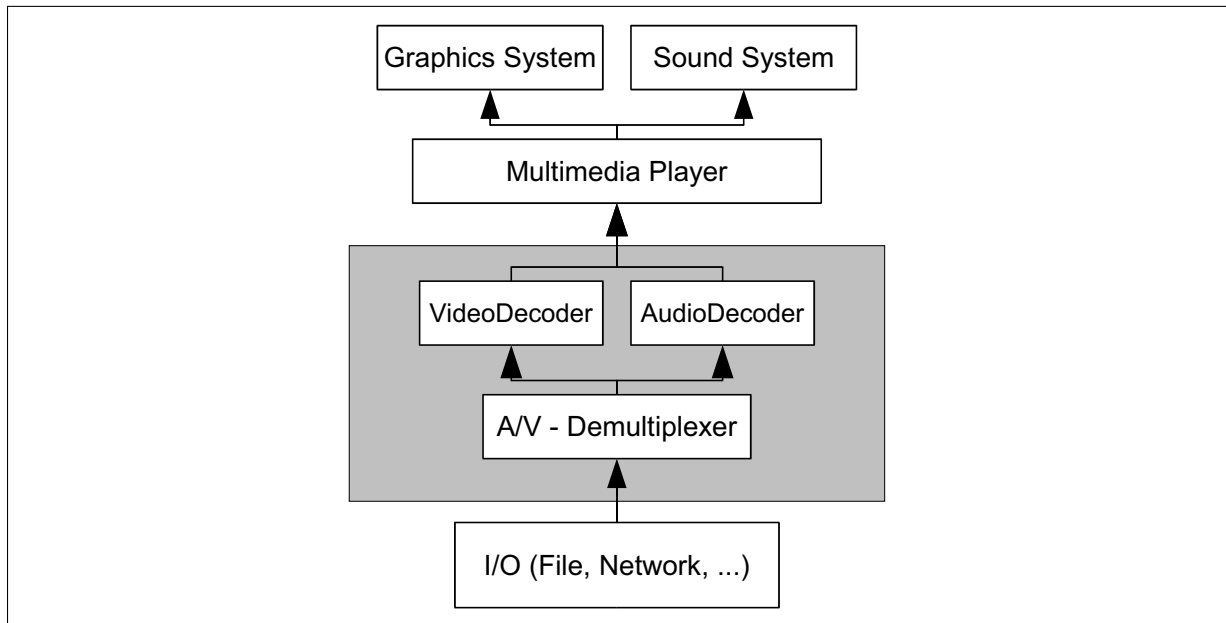 Graphics System
Sound System
Multimedia Player
VideoDecoder
AudioDecoder
A/V - Demultiplexer
I/O (File, Network, ...)